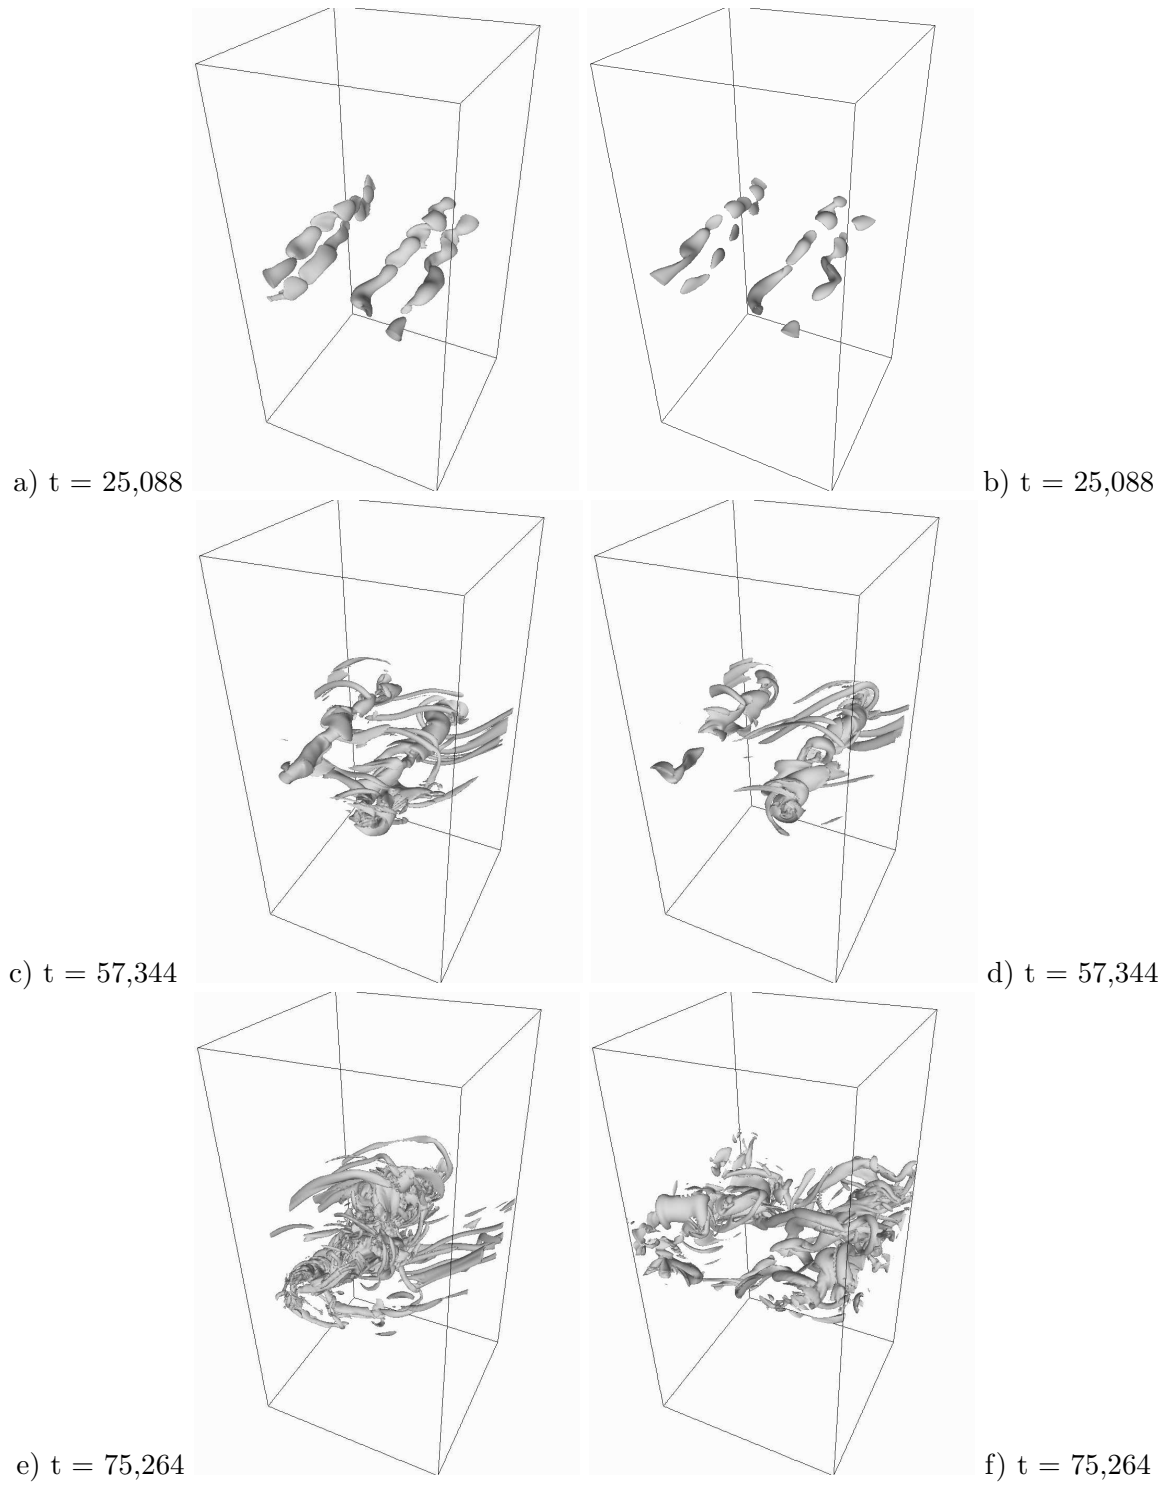 a) t = 25,088
b) t = 25,088
c) t = 57,344
d) t = 57,344
e) t = 75,264
f) t = 75,264